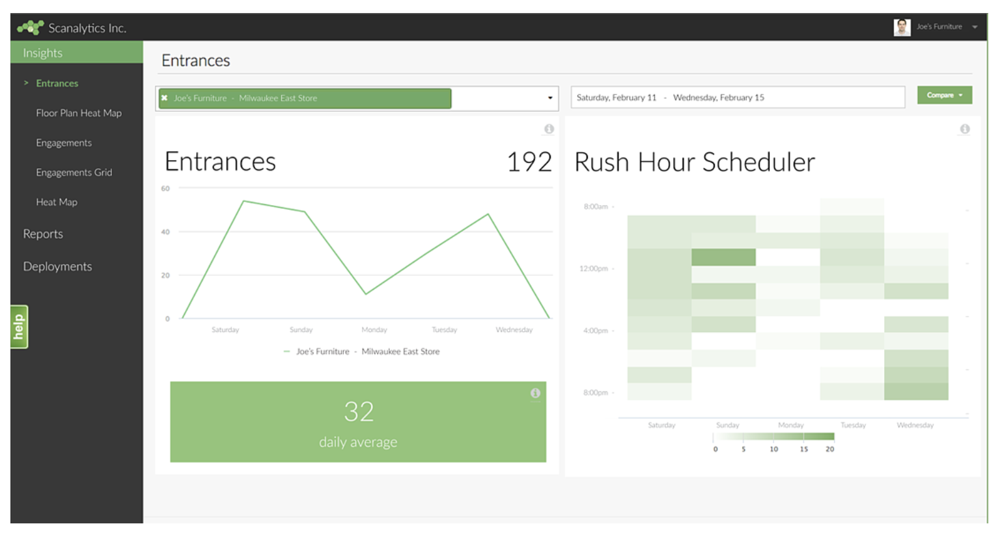 Scanalytics Inc.
Joe's Furniture
Insights
> Entrances
Floor Plan Heat Map
Engagements
Engagements Grid
Heat Map
Reports
Deployments
help
Entrances
✖ Joe's Furniture - Milwaukee East Store
Saturday, February 11 - Wednesday, February 15
Compare
Entrances 192
60
40
20
0
Saturday Sunday Monday Tuesday Wednesday
Joe's Furniture - Milwaukee East Store
32
daily average
Rush Hour Scheduler
8:00am
12:00pm
4:00pm
8:00pm
Saturday Sunday Monday Tuesday Wednesday
0 5 10 15 20